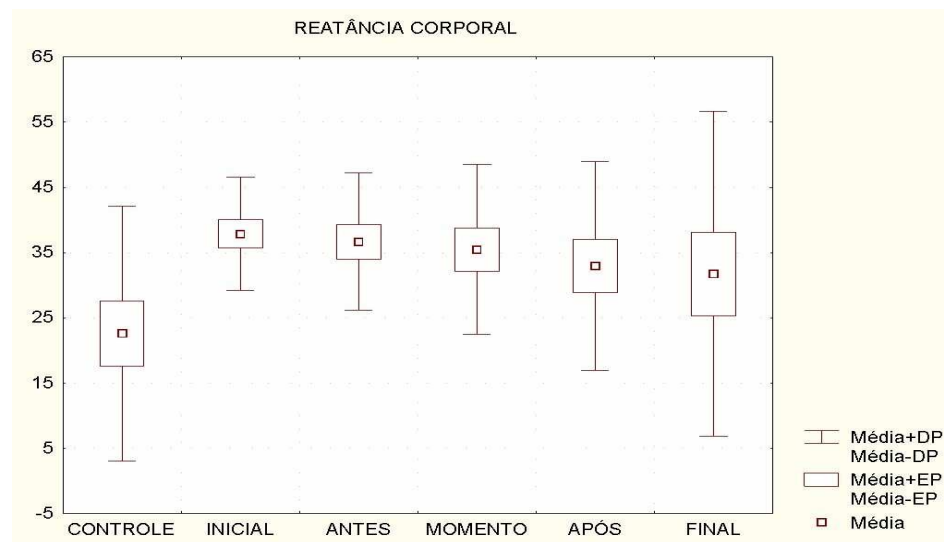 REATÂNCIA CORPORAL
65
55
45
35
25
15
5
-5
CONTROLE INICIAL ANTES MOMENTO APÓS FINAL
Média+DP
Média-DP
Média+EP
Média-EP
Média